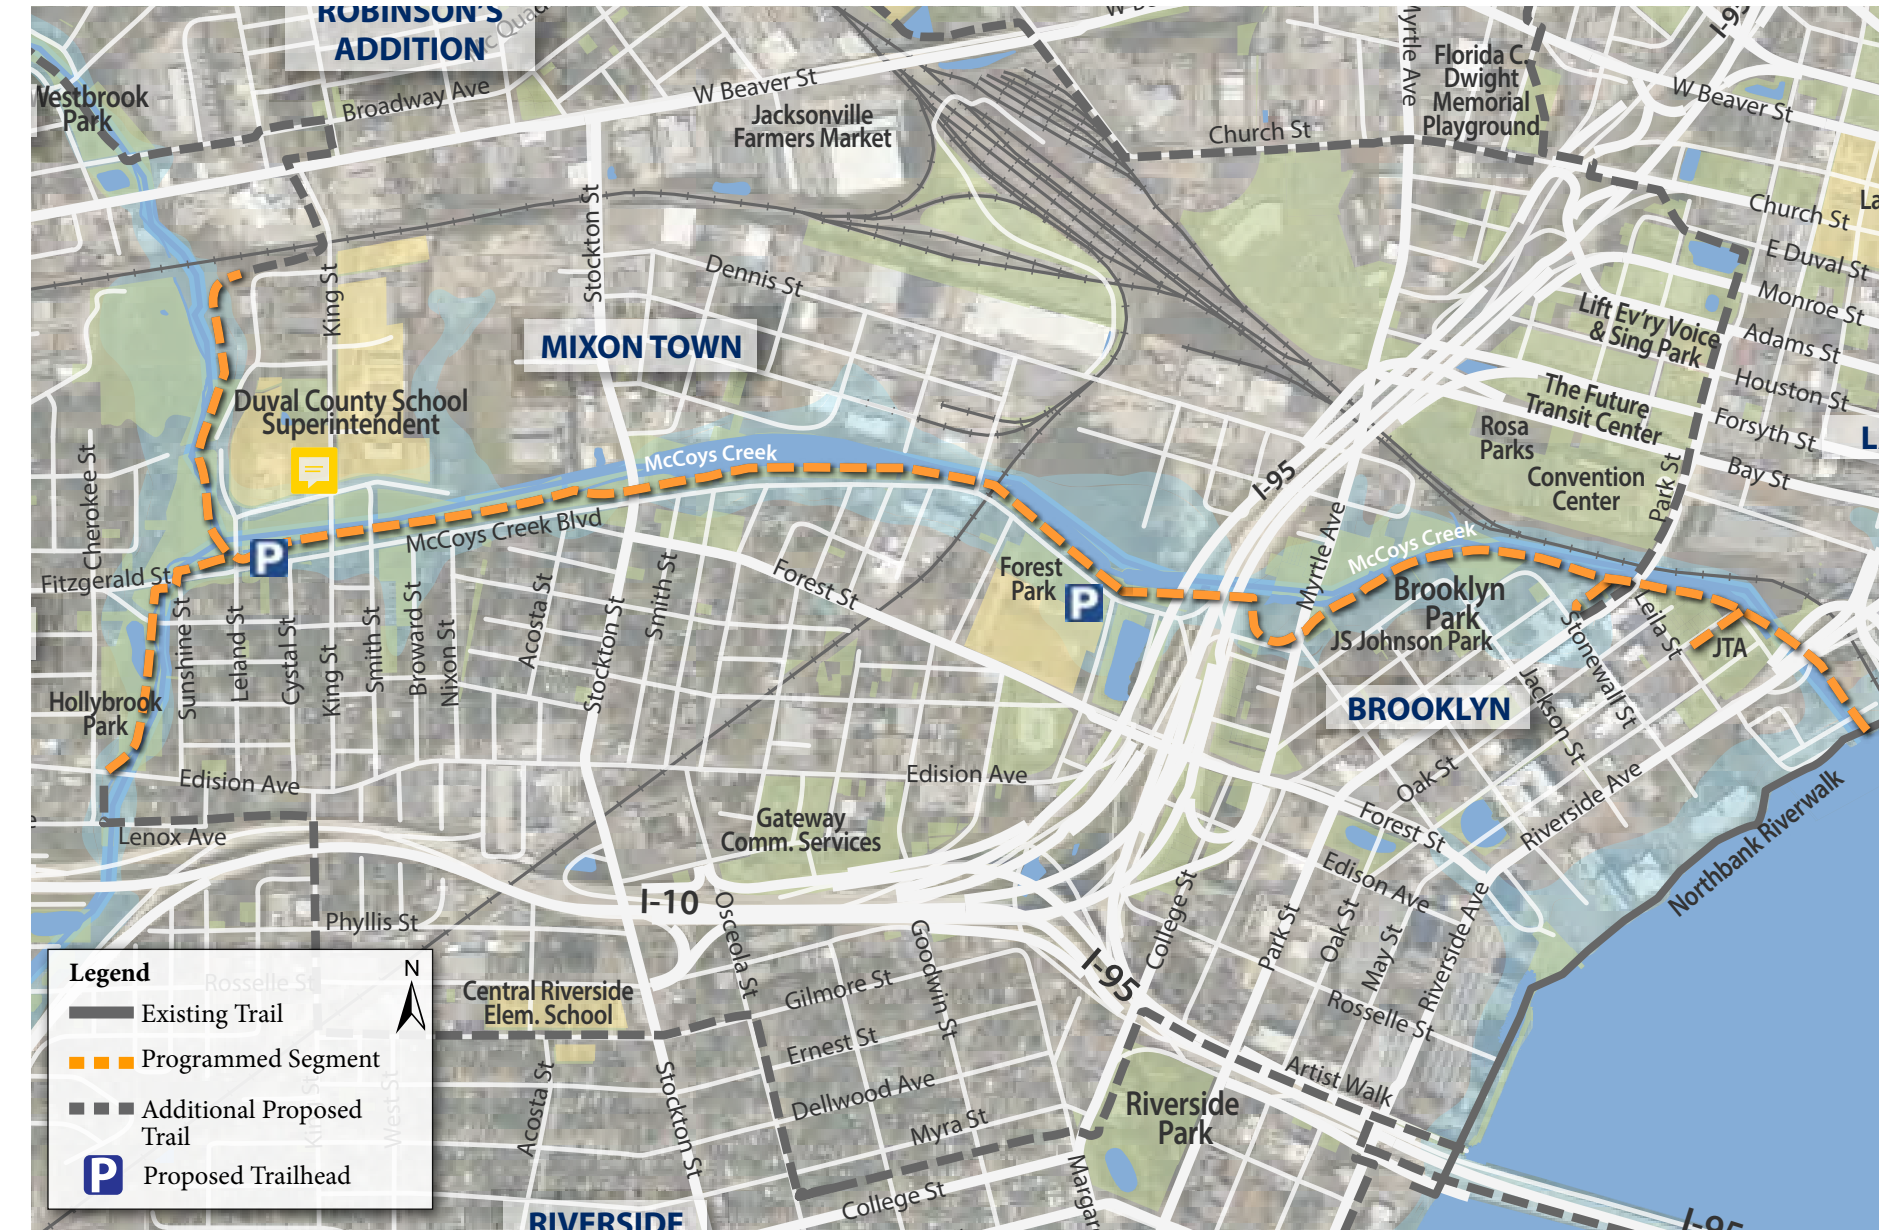 ROBINSON'S
ADDITION
Westbrook
Park
Broadway Ave
W Beaver St
Jacksonville
Farmers Market
Church St
Myrtle Ave
Florida C.
Dwight
Memorial
Playground
I-95
W Beaver St
Church St
E Duval St
Monroe St
Adams St
Houston St
Forsyth St
Bay St
Lift Ev'ry Voice
& Sing Park
The Future
Transit Center
Rosa
Parks
Convention
Center
Park St
Stockton St
King St
Dennis St
MIXON TOWN
Duval County School
Superintendent
McCoys Creek
McCoys Creek Blvd
I-95
Myrtle Ave
McCoys Creek
Cherokee St
Fitzgerald St
P
Forest
Park
P
Brooklyn
Park
JS Johnson Park
Leila St
JTA
Stonewall St
Jackson St
BROOKLYN
Sunshine St
Leland St
Cystal St
King St
Smith St
Broward St
Nixon St
Acosta St
Stockton St
Smith St
Forest St
Hollybrook
Park
Edision Ave
Edision Ave
Lenox Ave
Gateway
Comm. Services
Oak St
Riverside Ave
Forest St
Edison Ave
Northbank Riverwalk
I-10
Phyllis St
Osceola St
Goodwin St
College St
Park St
Oak St
May St
Riverside Ave
Rosselle St
I-95
Gilmore St
Ernest St
Dellwood Ave
Myra St
College St
Central Riverside
Elem. School
Acosta St
Stockton St
Artist Walk
Riverside
Park
RIVERSIDE
I-95
Legend
N
Existing Trail
Programmed Segment
Additional Proposed
Trail
P Proposed Trailhead
Rosselle St
King St
West St